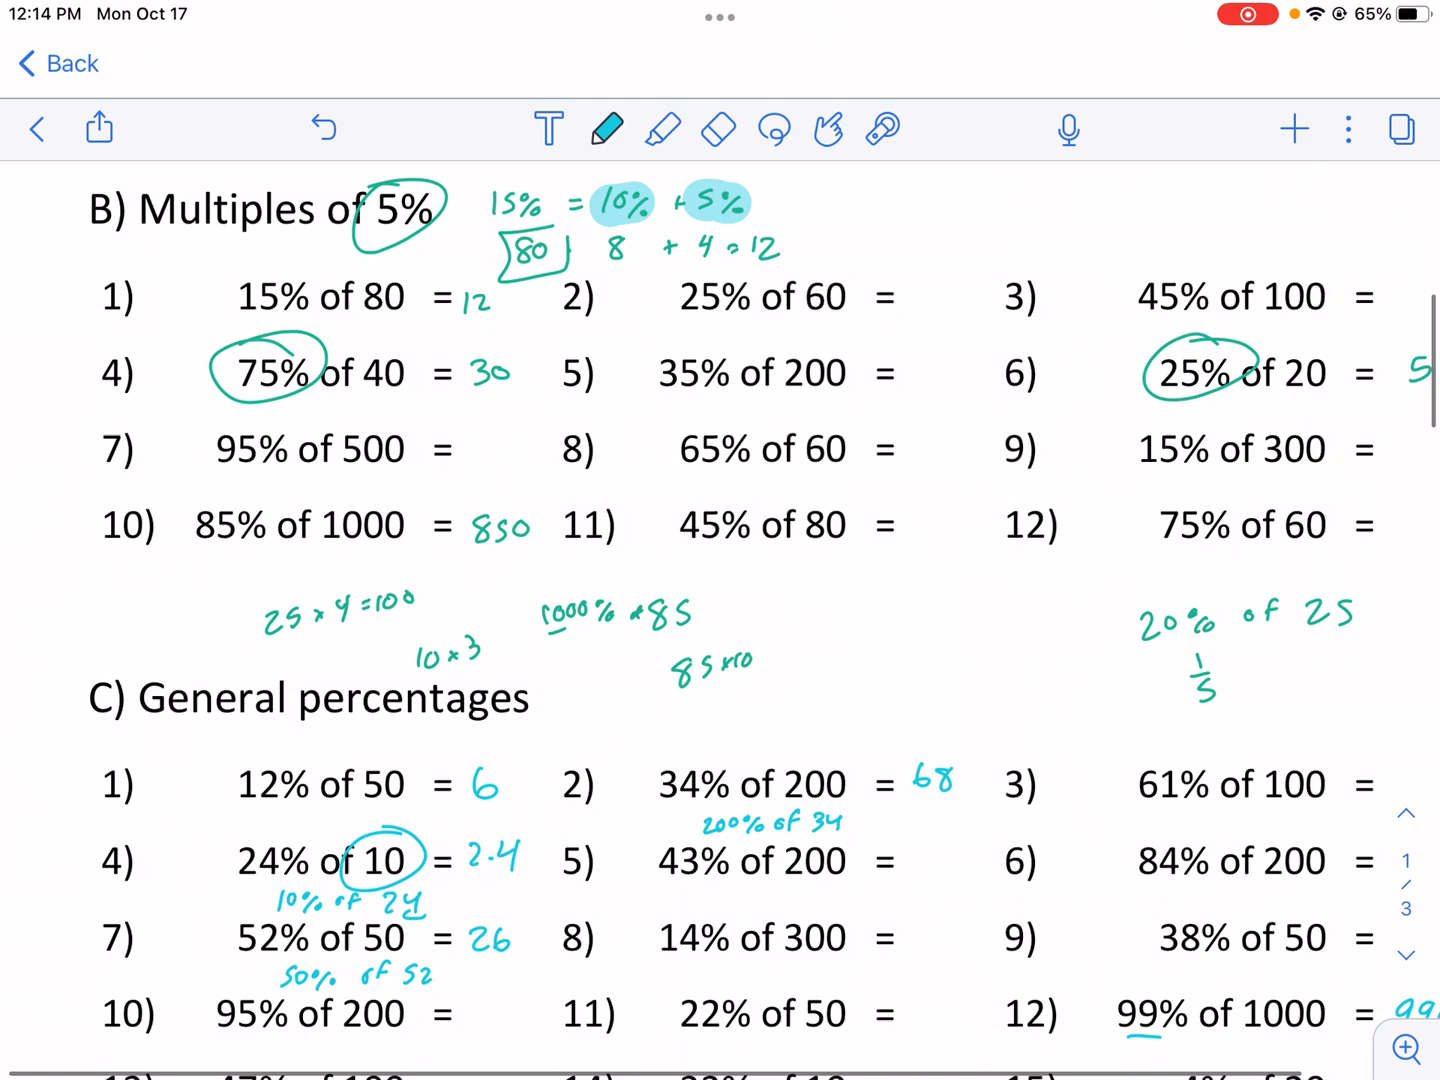 12:14 PM Mon Oct 17
65%
Back
B) Multiples of 5% 15% = 10% + 5%
80 8 + 4 = 12
1) 15% of 80 = 12 2) 25% of 60 = 3) 45% of 100 =
4) 75% of 40 = 30 5) 35% of 200 = 6) 25% of 20 = 5
7) 95% of 500 = 8) 65% of 60 = 9) 15% of 300 =
10) 85% of 1000 = 850 11) 45% of 80 = 12) 75% of 60 =
25 x 4 = 100 1000% * 85 20% of 25
10 x 3 85 x 10 1/5
C) General percentages
1) 12% of 50 = 6 2) 34% of 200 = 68 3) 61% of 100 =
200% of 34
4) 24% of 10 = 2.4 5) 43% of 200 = 6) 84% of 200 =
10% of 24
7) 52% of 50 = 26 8) 14% of 300 = 9) 38% of 50 =
50% of 52
10) 95% of 200 = 11) 22% of 50 = 12) 99% of 1000 = 99
1
/
3